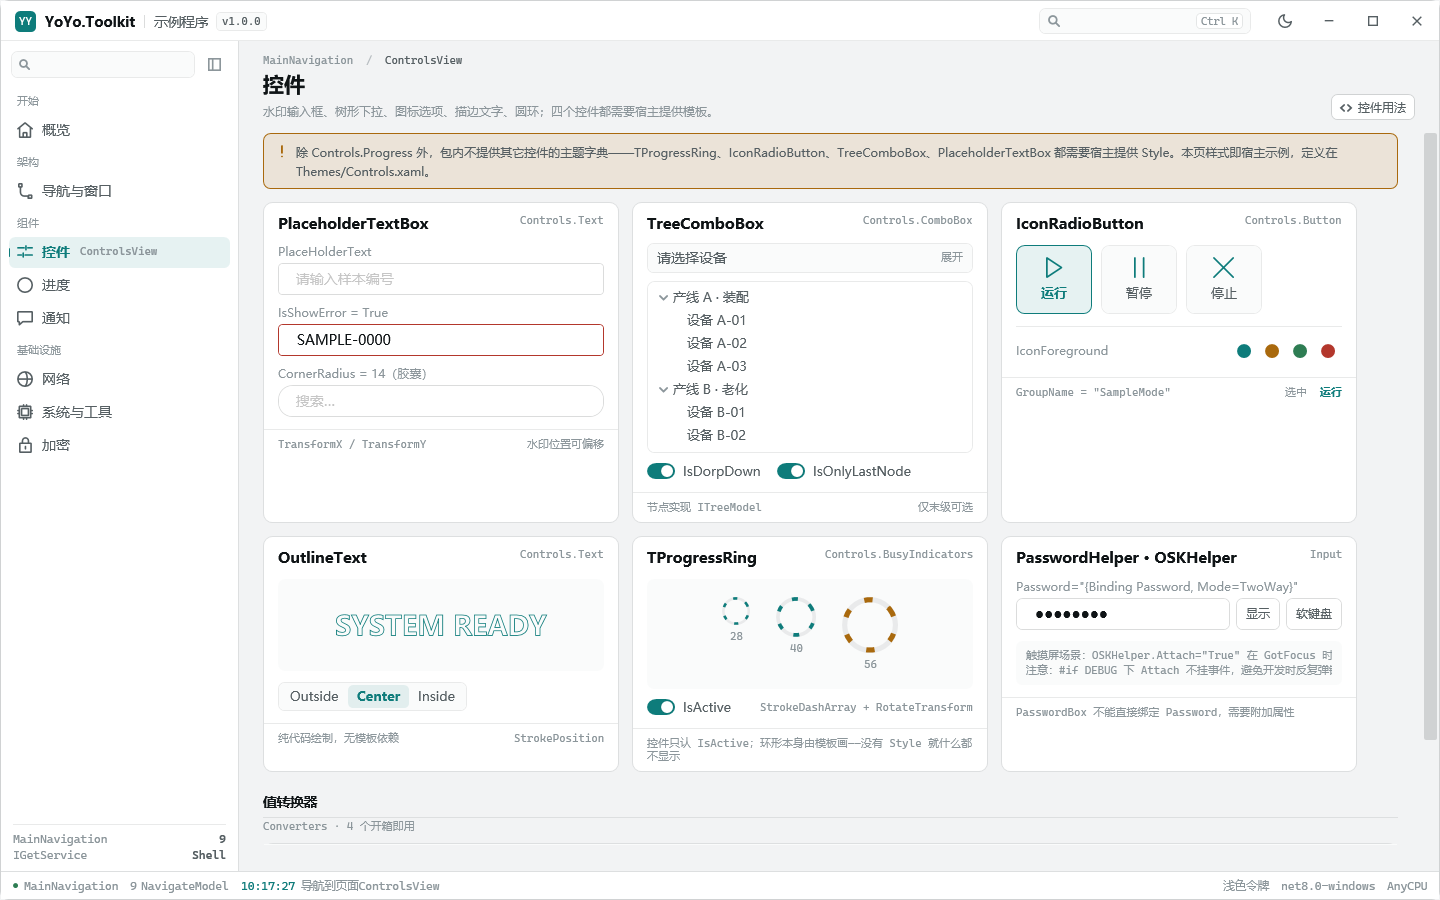 YY YoYo.Toolkit 示例程序 v1.0.0
Ctrl K
开始
概览
架构
导航与窗口
组件
控件 ControlsView
进度
通知
基础设施
网络
系统与工具
加密
MainNavigation 9
IGetService Shell
MainNavigation / ControlsView
控件
水印输入框、树形下拉、图标选项、描边文字、圆环；四个控件都需要宿主提供模板。
控件用法
! 除 Controls.Progress 外，包内不提供其它控件的主题字典——TProgressRing、IconRadioButton、TreeComboBox、PlaceholderTextBox 都需要宿主提供 Style。本页样式即宿主示例，定义在
Themes/Controls.xaml。
PlaceholderTextBox Controls.Text
PlaceHolderText
请输入样本编号
IsShowError = True
SAMPLE-0000
CornerRadius = 14（胶囊）
搜索...
TransformX / TransformY 水印位置可偏移
TreeComboBox Controls.ComboBox
请选择设备 展开
产线 A · 装配
设备 A-01
设备 A-02
设备 A-03
产线 B · 老化
设备 B-01
设备 B-02
IsDorpDown IsOnlyLastNode
节点实现 ITreeModel 仅末级可选
IconRadioButton Controls.Button
运行 暂停 停止
IconForeground
GroupName = "SampleMode" 选中 运行
OutlineText Controls.Text
SYSTEM READY
Outside Center Inside
纯代码绘制，无模板依赖 StrokePosition
TProgressRing Controls.BusyIndicators
28 40 56
IsActive StrokeDashArray + RotateTransform
控件只认 IsActive；环形本身由模板画——没有 Style 就什么都
不显示
PasswordHelper • OSKHelper Input
Password="{Binding Password, Mode=TwoWay}"
●●●●●●●● 显示 软键盘
触摸屏场景：OSKHelper.Attach="True" 在 GotFocus 时
注意：#if DEBUG 下 Attach 不挂事件，避免开发时反复弹
PasswordBox 不能直接绑定 Password，需要附加属性
值转换器
Converters · 4 个开箱即用
MainNavigation 9 NavigateModel 10:17:27 导航到页面ControlsView
浅色令牌 net8.0-windows AnyCPU